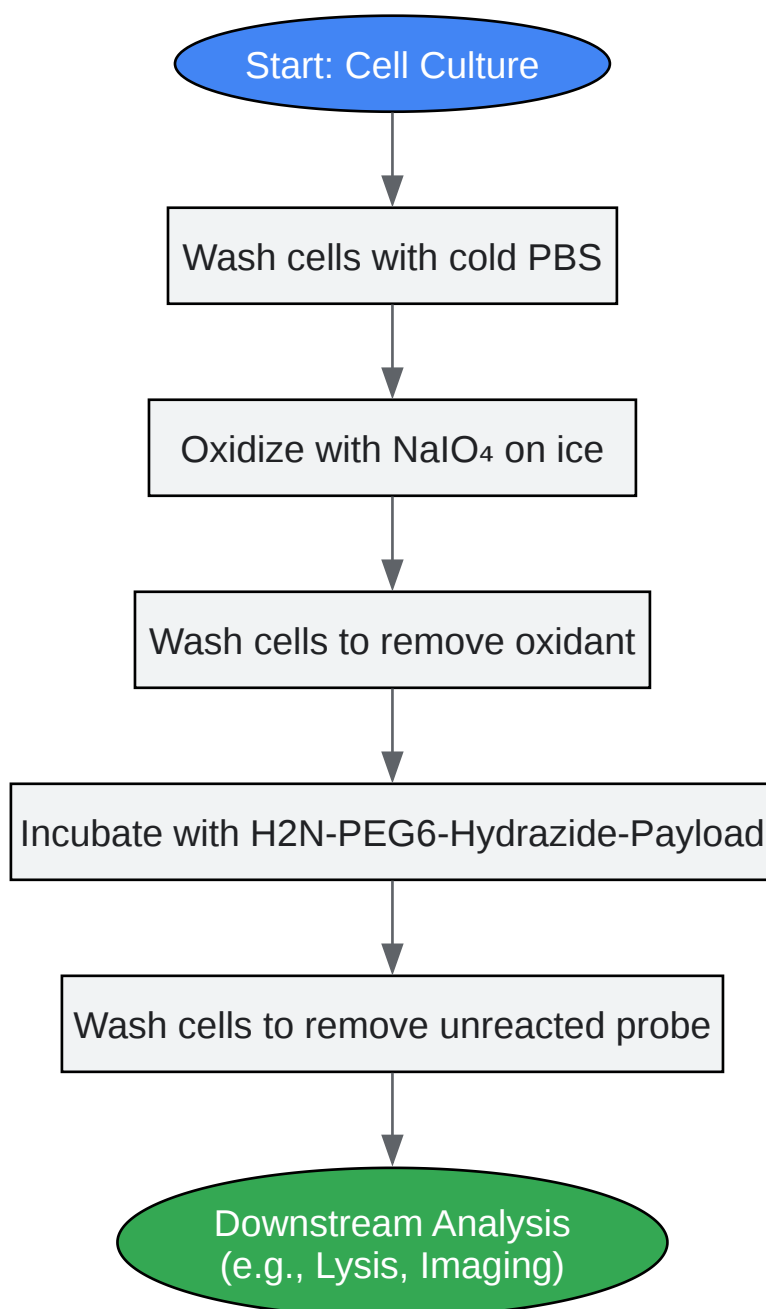 Start: Cell Culture
Wash cells with cold PBS
Oxidize with NaIO₄ on ice
Wash cells to remove oxidant
Incubate with H2N-PEG6-Hydrazide-Payload
Wash cells to remove unreacted probe
Downstream Analysis
(e.g., Lysis, Imaging)